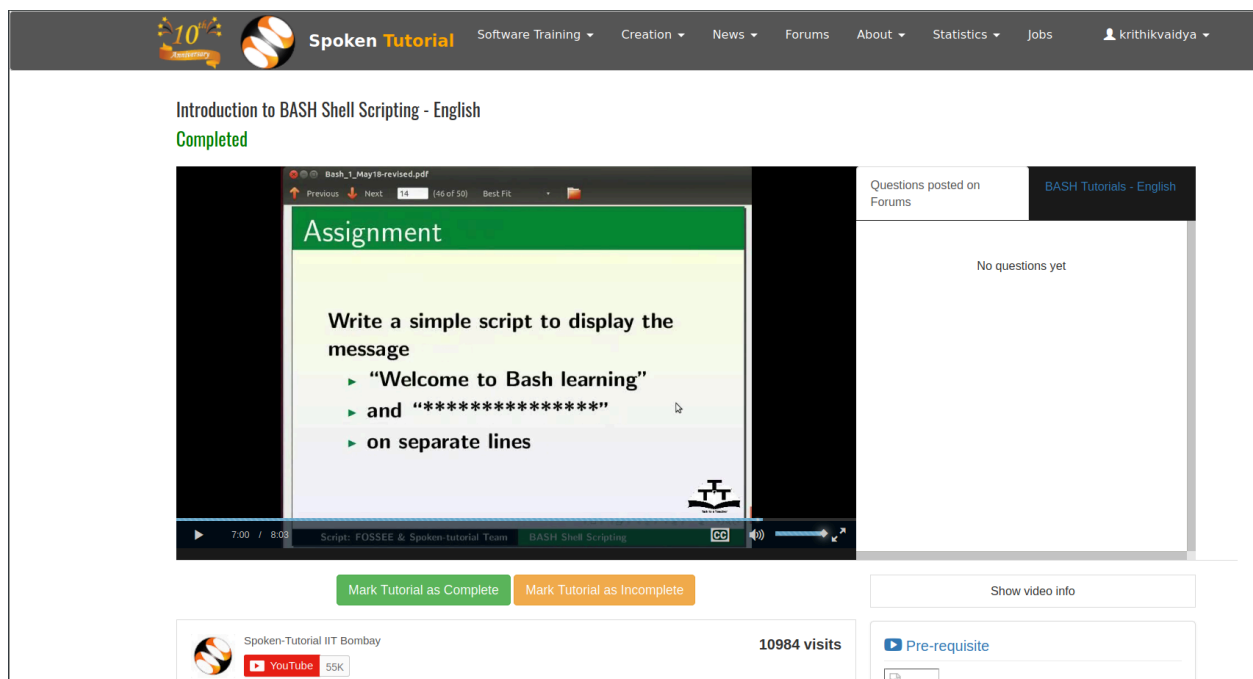 10th
Anniversary
Spoken Tutorial
Software Training
Creation
News
Forums
About
Statistics
Jobs
krithikvaidya
Introduction to BASH Shell Scripting - English
Completed
Bash_1_May18-revised.pdf
Previous Next 14 (46 of 50) Best Fit
Assignment
Write a simple script to display the
message
“Welcome to Bash learning”
and “***************”
on separate lines
7:00 / 8:03
Script: FOSSEE & Spoken-tutorial Team BASH Shell Scripting
CC
Questions posted on
Forums
BASH Tutorials - English
No questions yet
Mark Tutorial as Complete
Mark Tutorial as Incomplete
Show video info
Spoken-Tutorial IIT Bombay
10984 visits
YouTube 55K
Pre-requisite